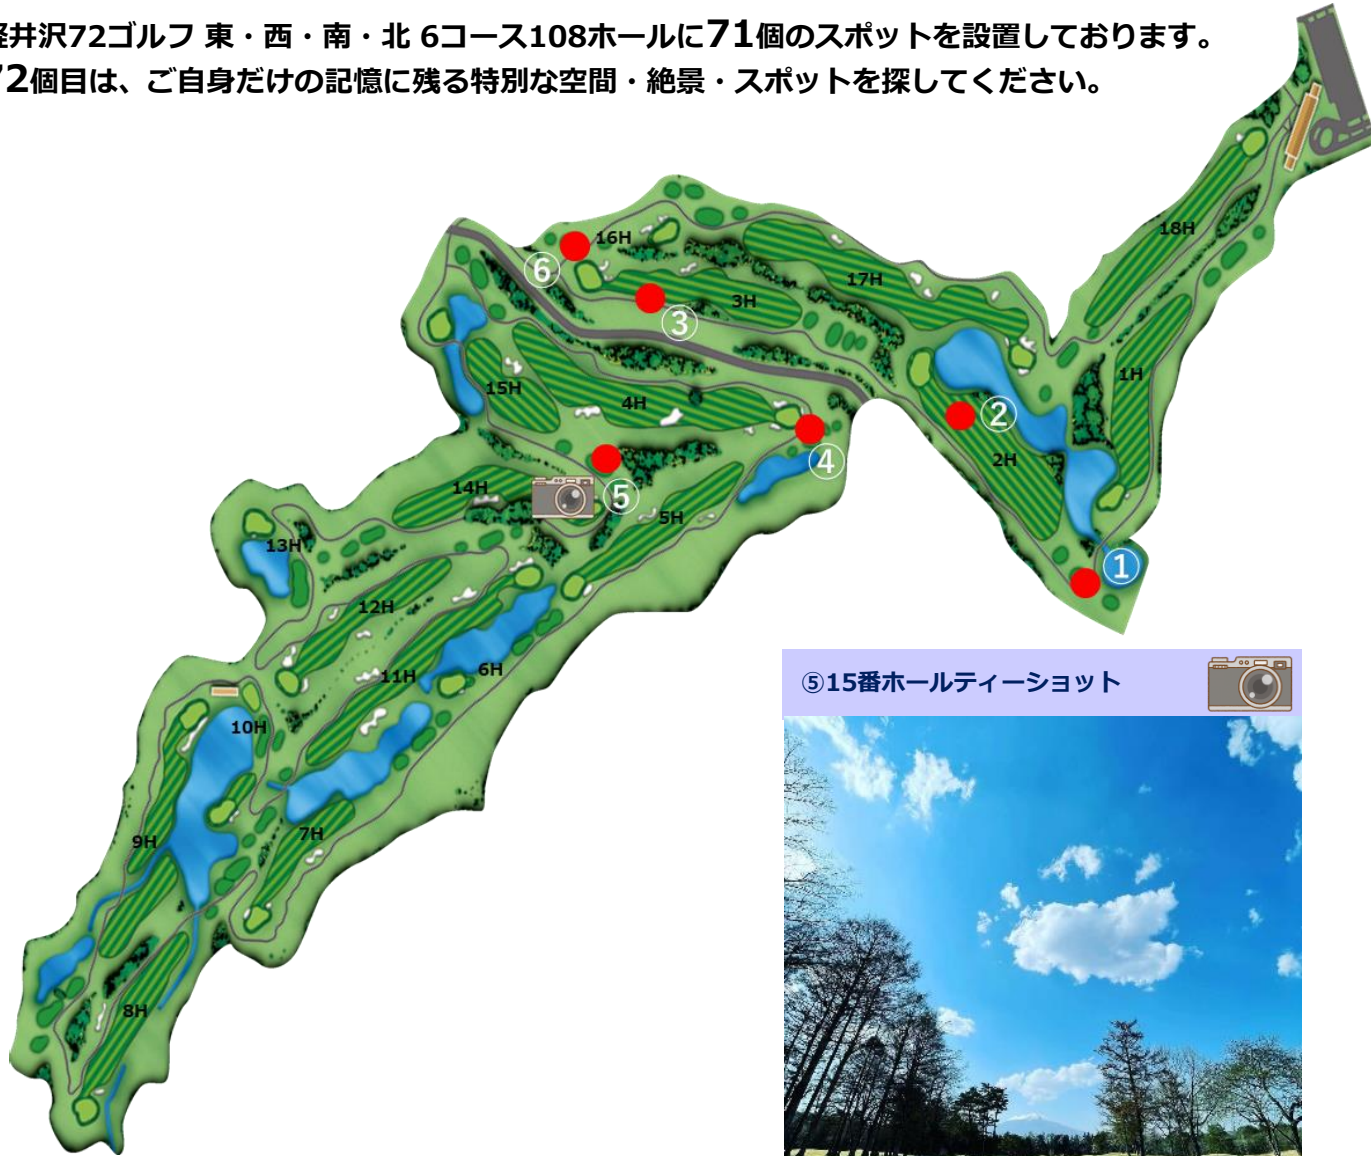 井沢72ゴルフ 東・西・南・北 6コース108ホールに71個のスポットを設置しております。
2個目は、ご自身だけの記憶に残る特別な空間・絶景・スポットを探してください。
18H
16H
⑥
17H
3H
③
1H
15H
4H
②
2H
④
14H
⑤
5H
13H
①
12H
6H
11H
⑤15番ホールティーショット
10H
7H
9H
8H